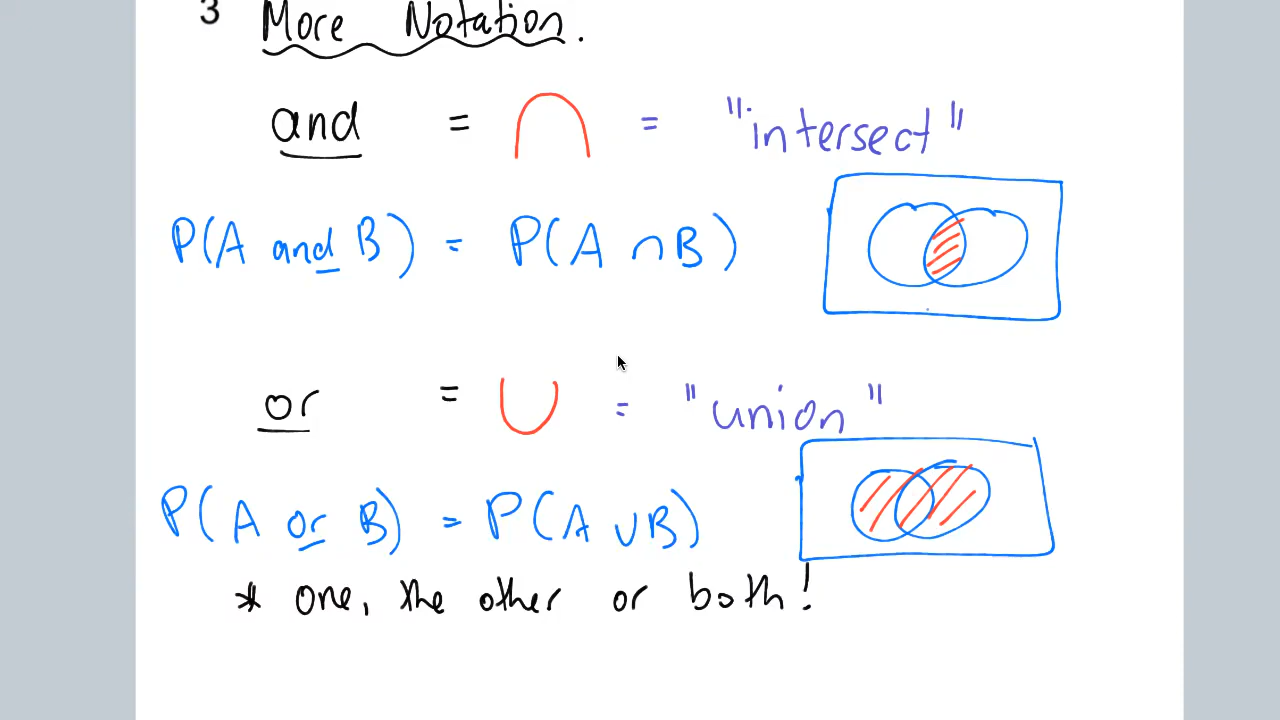 3 More Notation.
and = ∩ = "intersect"
P(A and B) = P(A ∩ B)
or = ∪ = "union"
P(A or B) = P(A ∪ B)
* one, the other or both!